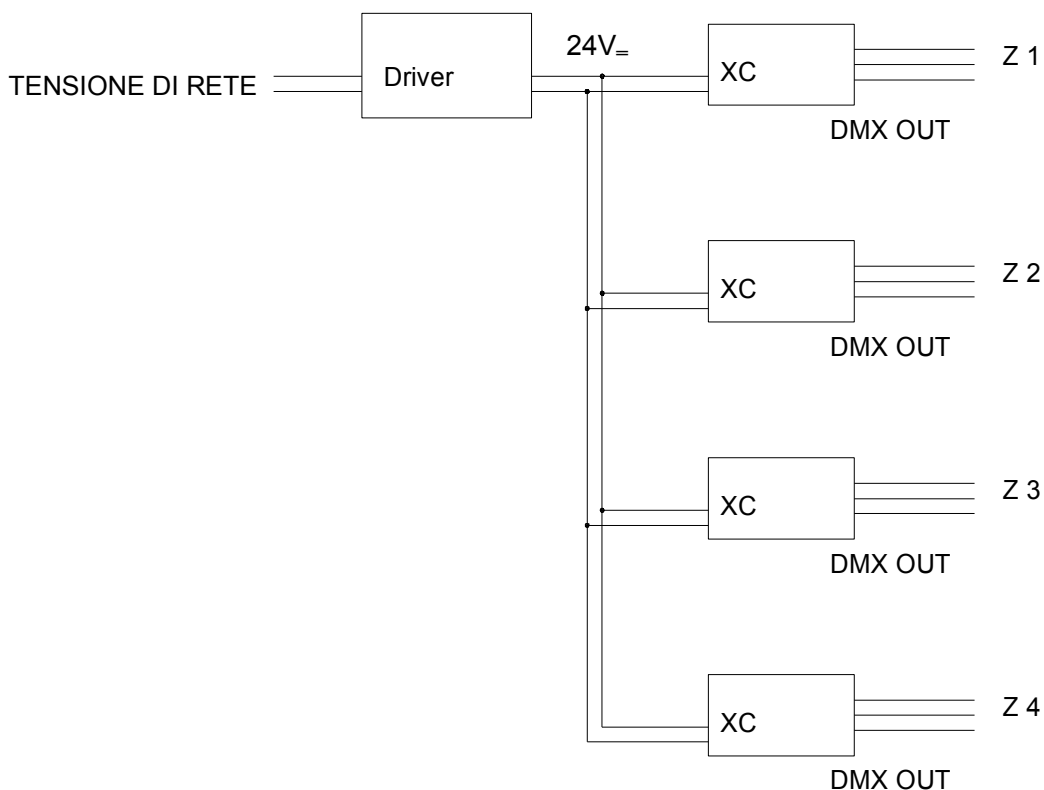 24V=
Z 1
TENSIONE DI RETE
Driver
XC
DMX OUT
Z 2
XC
DMX OUT
Z 3
XC
DMX OUT
Z 4
XC
DMX OUT